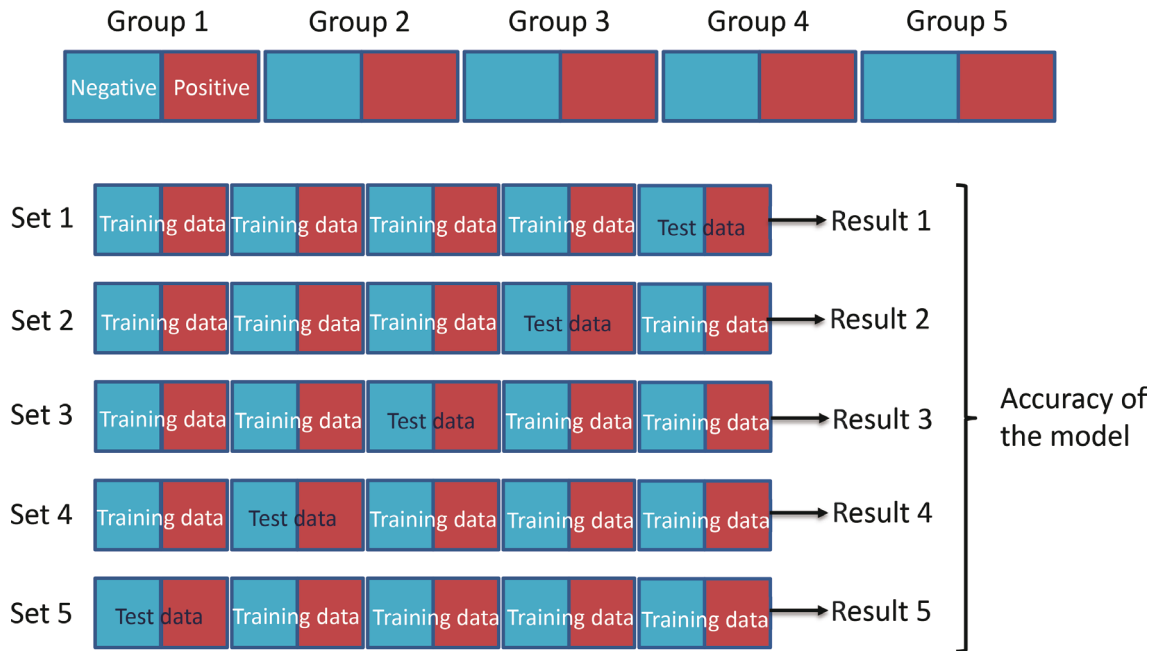 Group 1 Group 2 Group 3 Group 4 Group 5
Negative Positive
Set 1 Training data Training data Training data Training data Test data Result 1
Set 2 Training data Training data Training data Test data Training data Result 2
Set 3 Training data Training data Test data Training data Training data Result 3
Accuracy of
the model
Set 4 Training data Test data Training data Training data Training data Result 4
Set 5 Test data Training data Training data Training data Training data Result 5